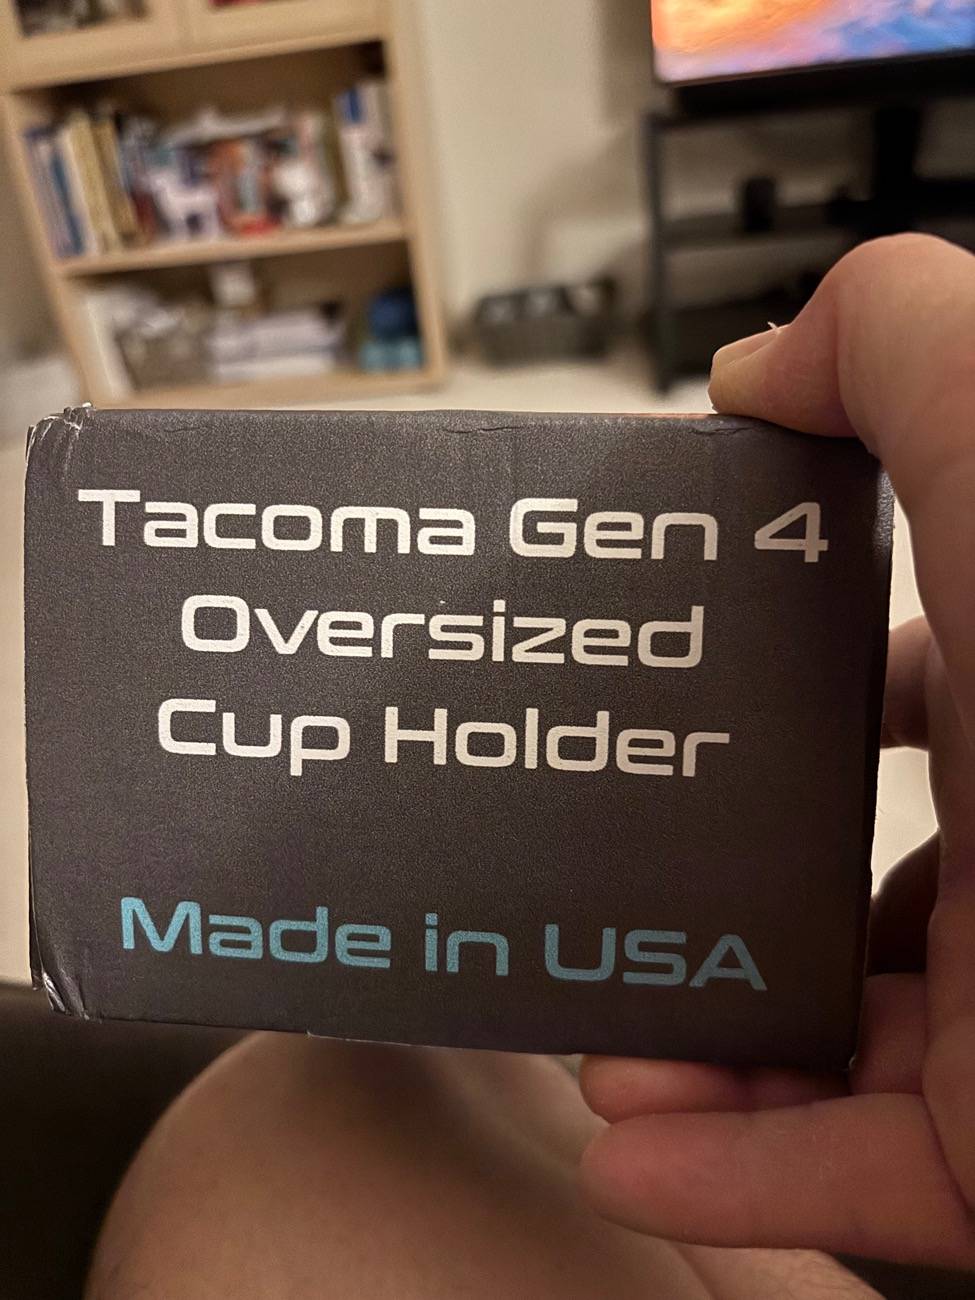 Tacoma Gen 4
Oversized
Cup Holder
Made in USA